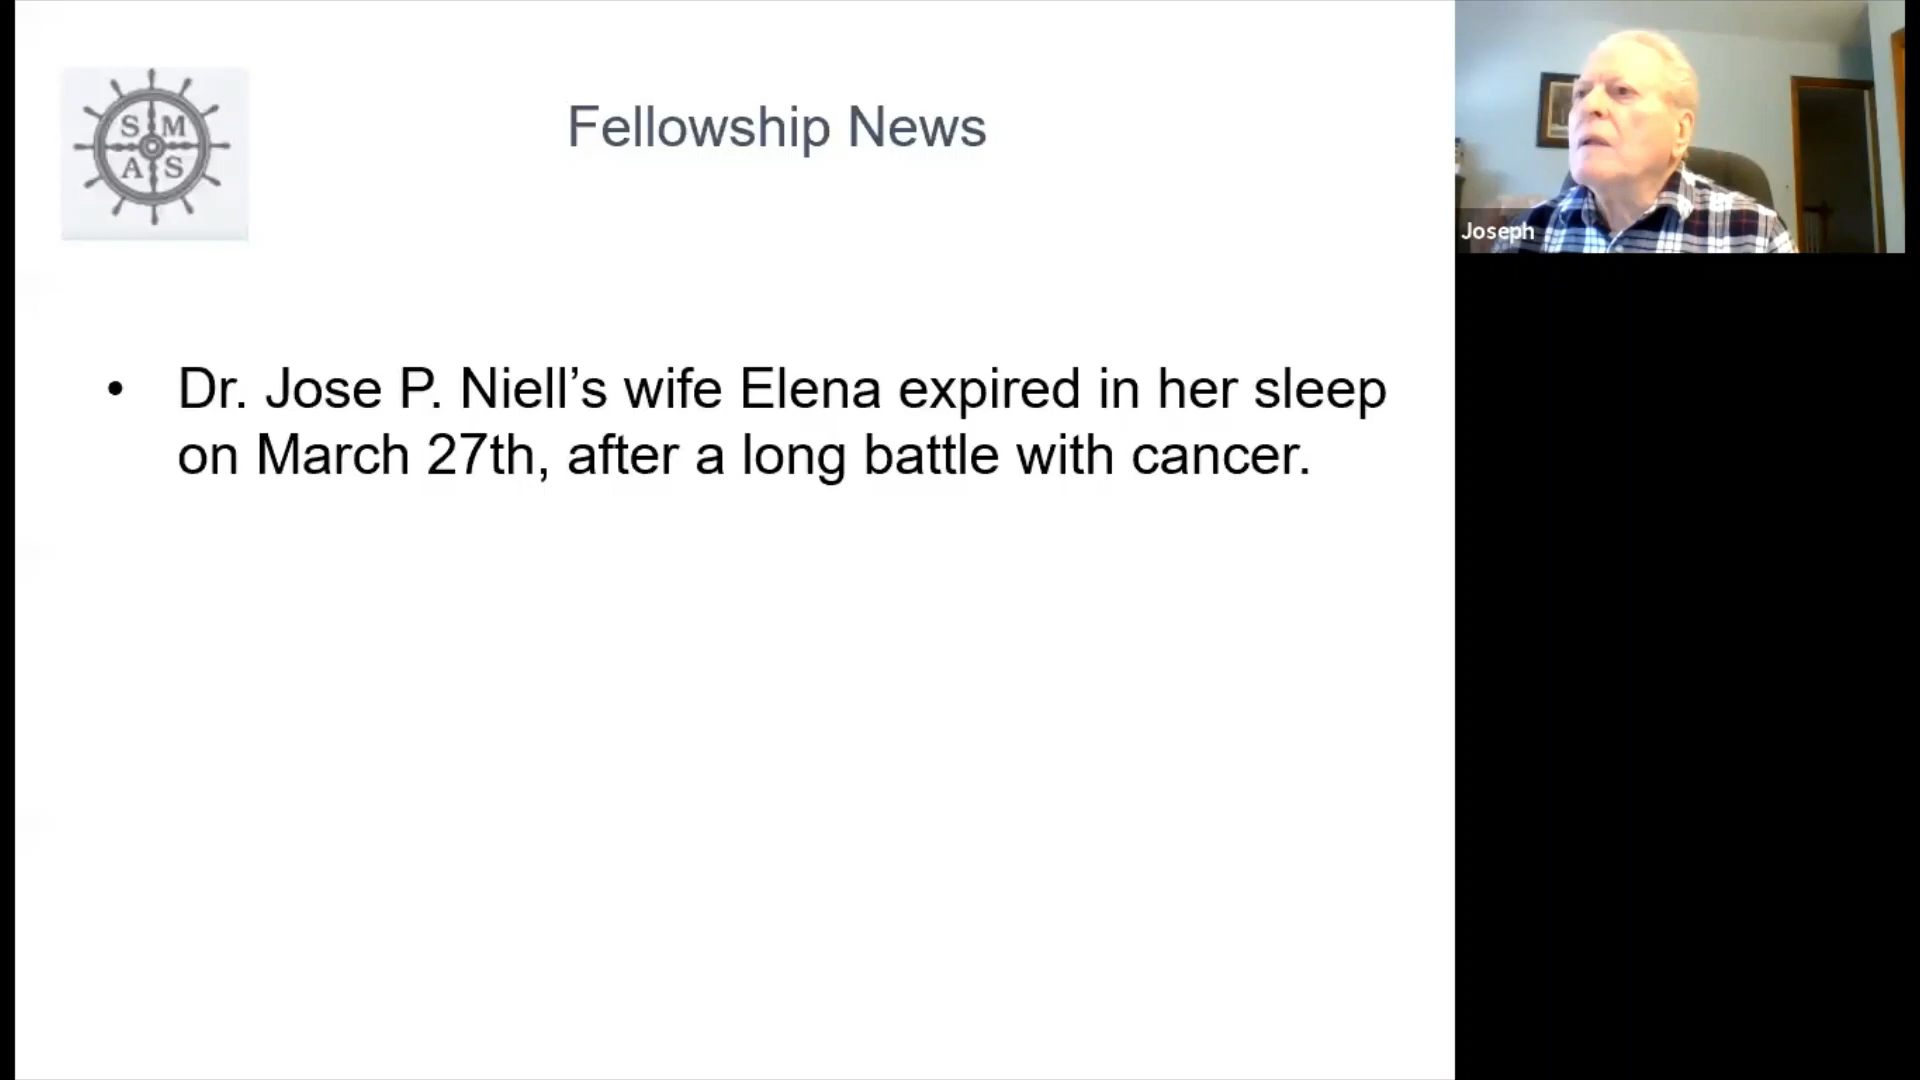 S M
A S
Fellowship News
• Dr. Jose P. Niell’s wife Elena expired in her sleep
on March 27th, after a long battle with cancer.
Joseph